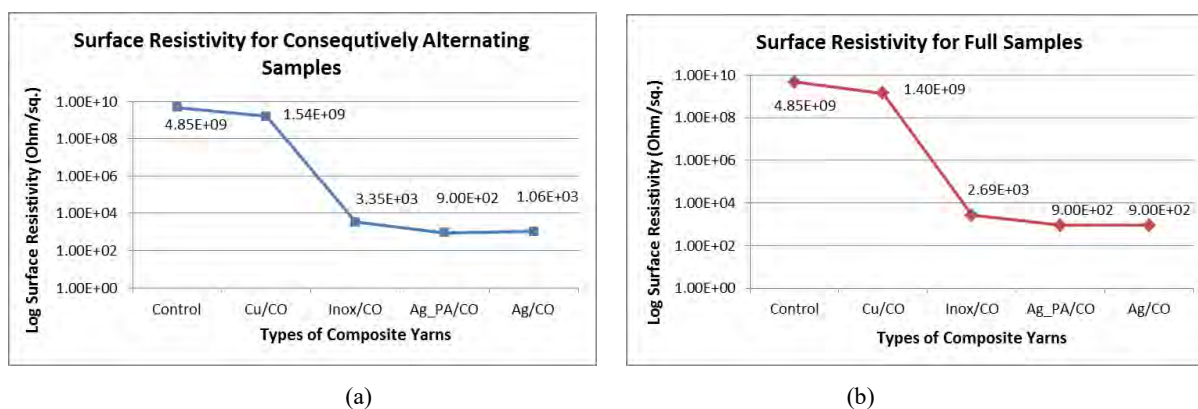 Surface Resistivity for Consequtively Alternating
Samples
Log Surface Resistivity (Ohm/sq.)
1.00E+10
1.00E+08
1.00E+06
1.00E+04
1.00E+02
1.00E+00
4.85E+09
1.54E+09
3.35E+03
9.00E+02
1.06E+03
Control
Cu/CO
Inox/CO
Ag_PA/CO
Ag/CO
Types of Composite Yarns
(a)
Surface Resistivity for Full Samples
Log Surface Resistivity (Ohm/sq.)
1.00E+10
1.00E+08
1.00E+06
1.00E+04
1.00E+02
1.00E+00
4.85E+09
1.40E+09
2.69E+03
9.00E+02
9.00E+02
Control
Cu/CO
Inox/CO
Ag_PA/CO
Ag/CO
Types of Composite Yarns
(b)